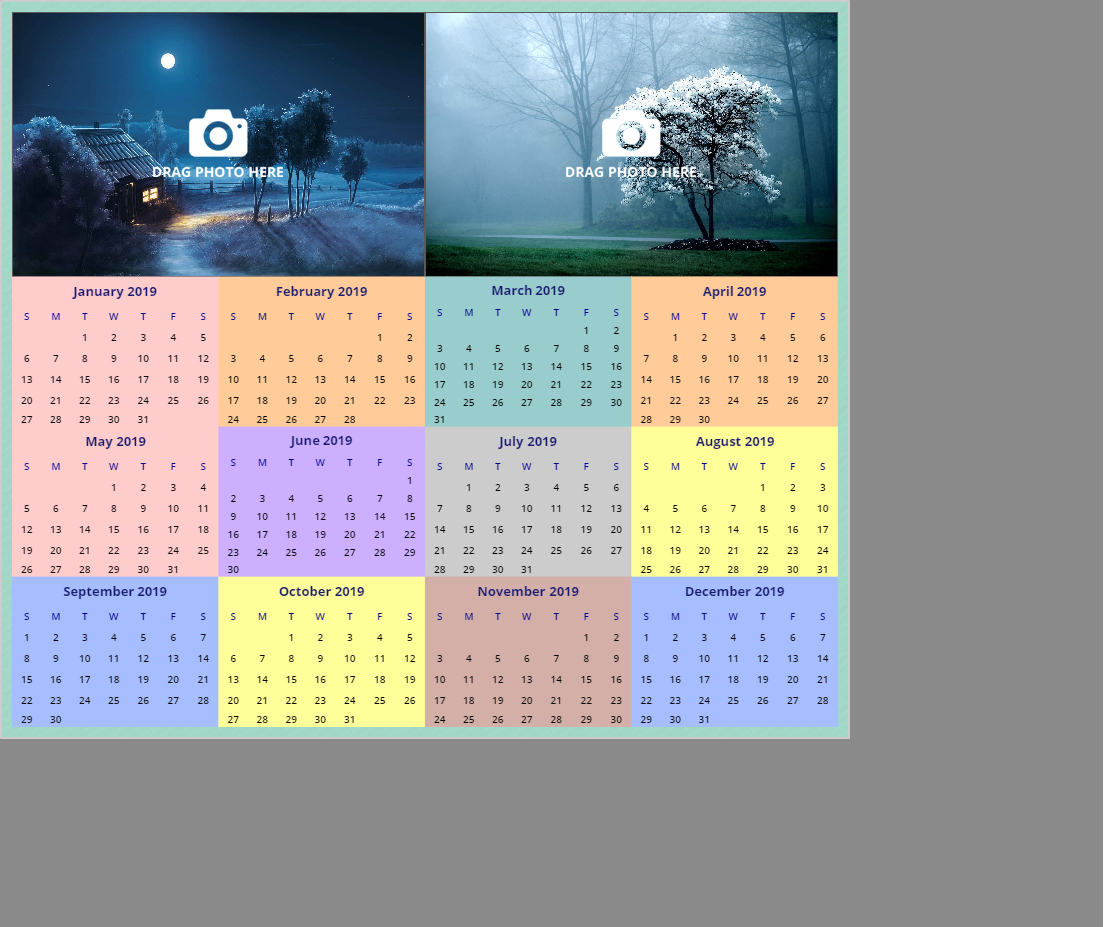 DRAG PHOTO HERE
DRAG PHOTO HERE
January 2019
S M T W T F S
1 2 3 4 5
6 7 8 9 10 11 12
13 14 15 16 17 18 19
20 21 22 23 24 25 26
27 28 29 30 31
February 2019
S M T W T F S
1 2
3 4 5 6 7 8 9
10 11 12 13 14 15 16
17 18 19 20 21 22 23
24 25 26 27 28
March 2019
S M T W T F S
1 2
3 4 5 6 7 8 9
10 11 12 13 14 15 16
17 18 19 20 21 22 23
24 25 26 27 28 29 30
31
April 2019
S M T W T F S
1 2 3 4 5 6
7 8 9 10 11 12 13
14 15 16 17 18 19 20
21 22 23 24 25 26 27
28 29 30
May 2019
S M T W T F S
1 2 3 4
5 6 7 8 9 10 11
12 13 14 15 16 17 18
19 20 21 22 23 24 25
26 27 28 29 30 31
June 2019
S M T W T F S
1
2 3 4 5 6 7 8
9 10 11 12 13 14 15
16 17 18 19 20 21 22
23 24 25 26 27 28 29
30
July 2019
S M T W T F S
1 2 3 4 5 6
7 8 9 10 11 12 13
14 15 16 17 18 19 20
21 22 23 24 25 26 27
28 29 30 31
August 2019
S M T W T F S
1 2 3
4 5 6 7 8 9 10
11 12 13 14 15 16 17
18 19 20 21 22 23 24
25 26 27 28 29 30 31
September 2019
S M T W T F S
1 2 3 4 5 6 7
8 9 10 11 12 13 14
15 16 17 18 19 20 21
22 23 24 25 26 27 28
29 30
October 2019
S M T W T F S
1 2 3 4 5
6 7 8 9 10 11 12
13 14 15 16 17 18 19
20 21 22 23 24 25 26
27 28 29 30 31
November 2019
S M T W T F S
1 2
3 4 5 6 7 8 9
10 11 12 13 14 15 16
17 18 19 20 21 22 23
24 25 26 27 28 29 30
December 2019
S M T W T F S
1 2 3 4 5 6 7
8 9 10 11 12 13 14
15 16 17 18 19 20 21
22 23 24 25 26 27 28
29 30 31